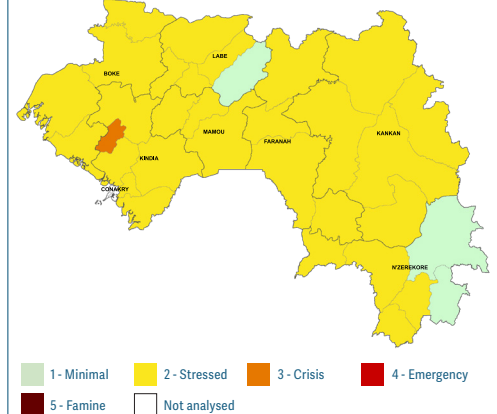 LABE
BOKE
MAMOU
KANKAN
FARANAH
KINDIA
CONAKRY
N'ZEREKORE
1 - Minimal
2 - Stressed
3 - Crisis
4 - Emergency
5 - Famine
Not analysed